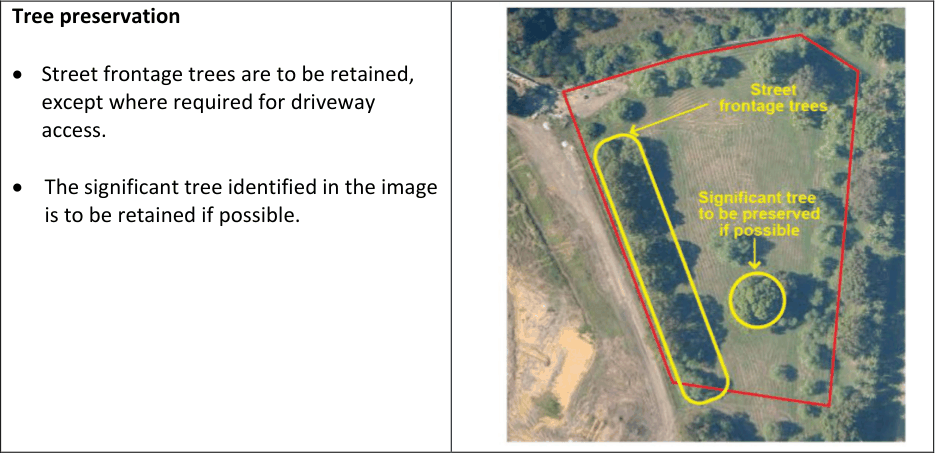 Tree preservation
• Street frontage trees are to be retained,
except where required for driveway
access.
• The significant tree identified in the image
is to be retained if possible.
Street
frontage trees
Significant tree
to be preserved
if possible